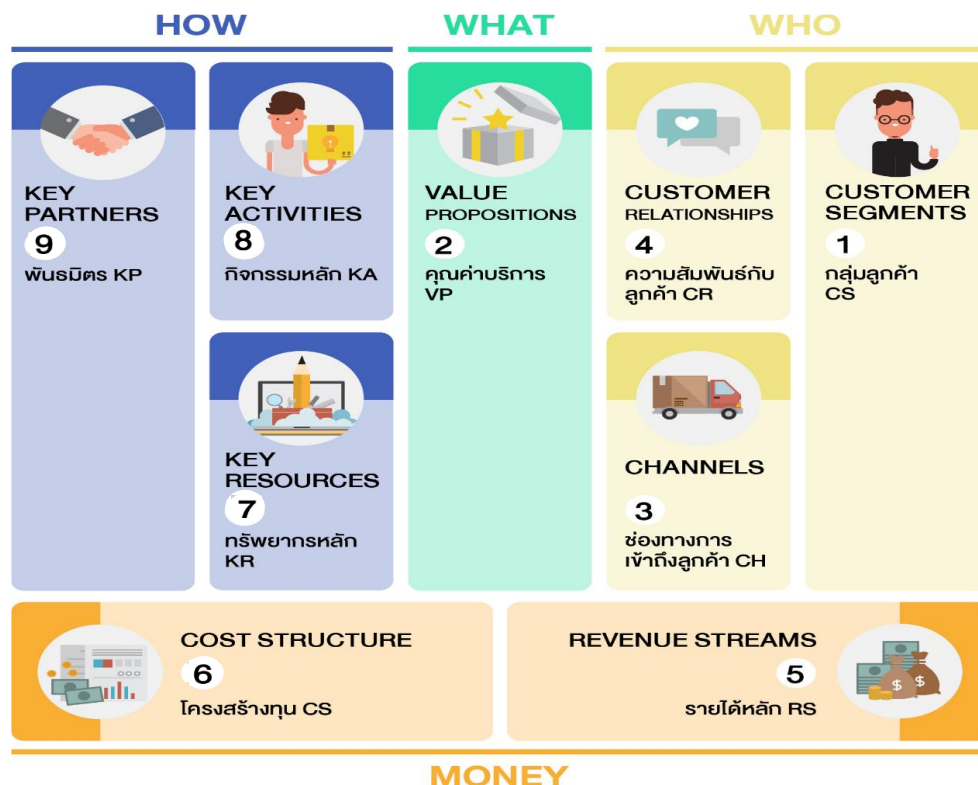 HOW
WHAT
WHO
KEY
PARTNERS
9
พันธมิตร KP
KEY
ACTIVITIES
8
กิจกรรมหลัก KA
KEY
RESOURCES
7
ทรัพยากรหลัก
KR
VALUE
PROPOSITIONS
2
คุณค่าบริการ
VP
CUSTOMER
RELATIONSHIPS
4
ความสัมพันธ์กับ
ลูกค้า CR
CHANNELS
3
ช่องทางการ
เข้าถึงลูกค้า CH
CUSTOMER
SEGMENTS
1
กลุ่มลูกค้า
CS
COST STRUCTURE
6
โครงสร้างทุน CS
REVENUE STREAMS
5
รายได้หลัก RS
$
$
MONEY